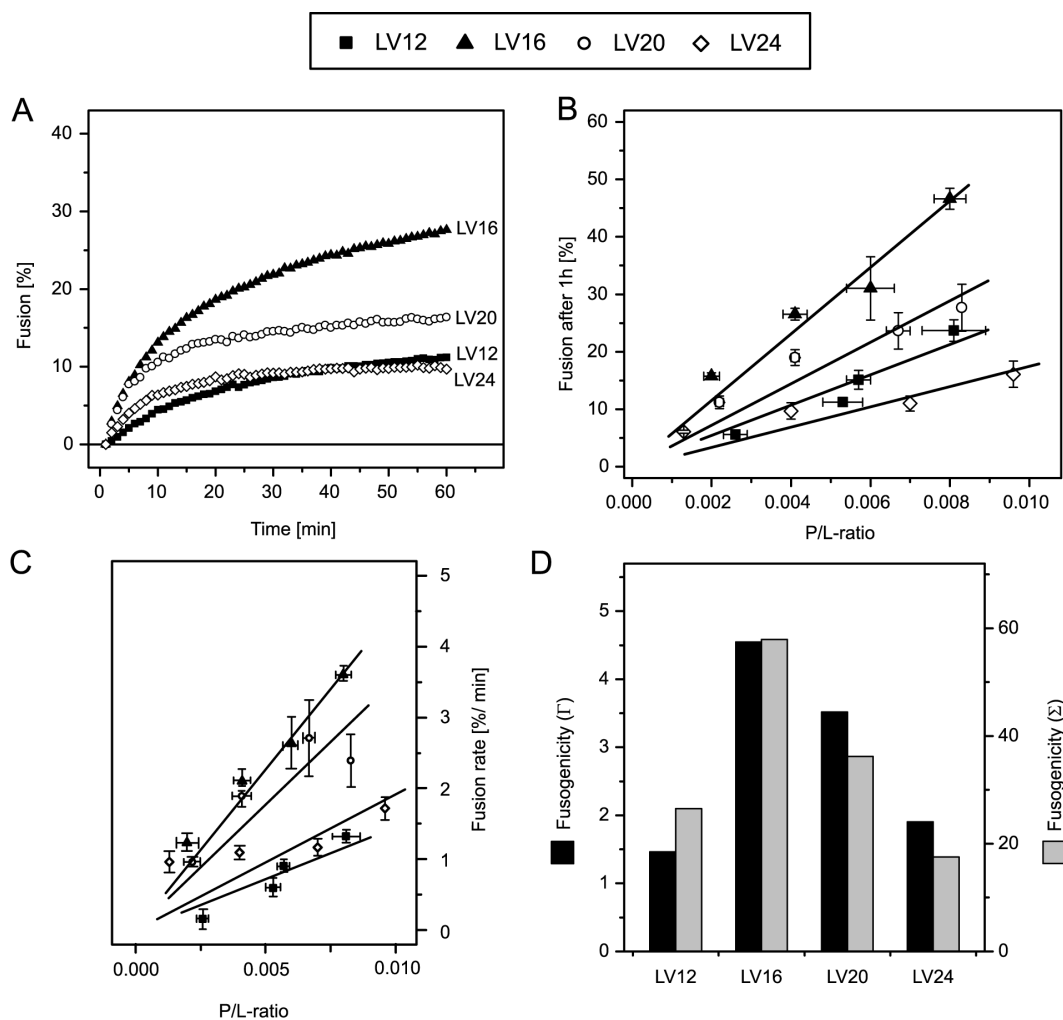 LV12 LV16 LV20 LV24
A
40
30
20
10
0
Fusion [%]
LV16
LV20
LV12
LV24
0 10 20 30 40 50 60
Time [min]
B
60
50
40
30
20
10
0
Fusion after 1h [%]
0.000 0.002 0.004 0.006 0.008 0.010
P/L-ratio
C
5
4
3
2
1
0
Fusion rate [%/ min]
0.000 0.005 0.010
P/L-ratio
D
5
4
3
2
1
0
Fusogenicity (Γ)
60
40
20
0
Fusogenicity (Σ)
LV12 LV16 LV20 LV24